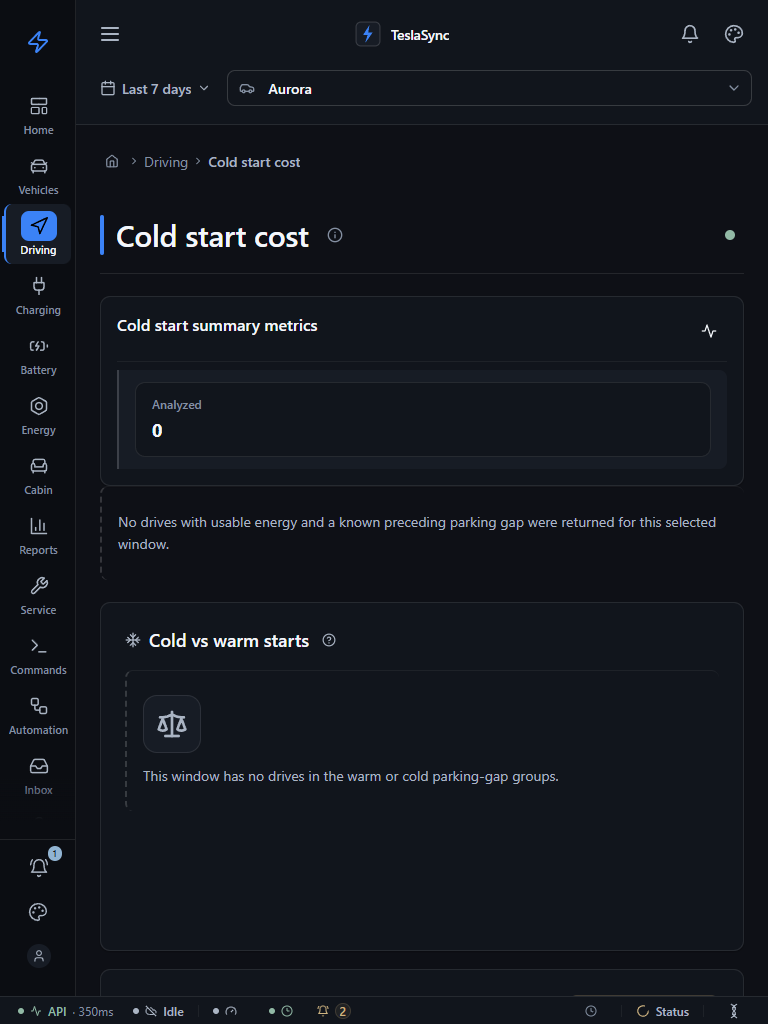 TeslaSync
Last 7 days
Aurora
Home
Vehicles
Driving
Charging
Battery
Energy
Cabin
Reports
Service
Commands
Automation
Inbox
1
Driving
Cold start cost
Cold start cost
Cold start summary metrics
Analyzed
0
No drives with usable energy and a known preceding parking gap were returned for this selected
window.
Cold vs warm starts
This window has no drives in the warm or cold parking-gap groups.
API · 350ms
Idle
2
Status